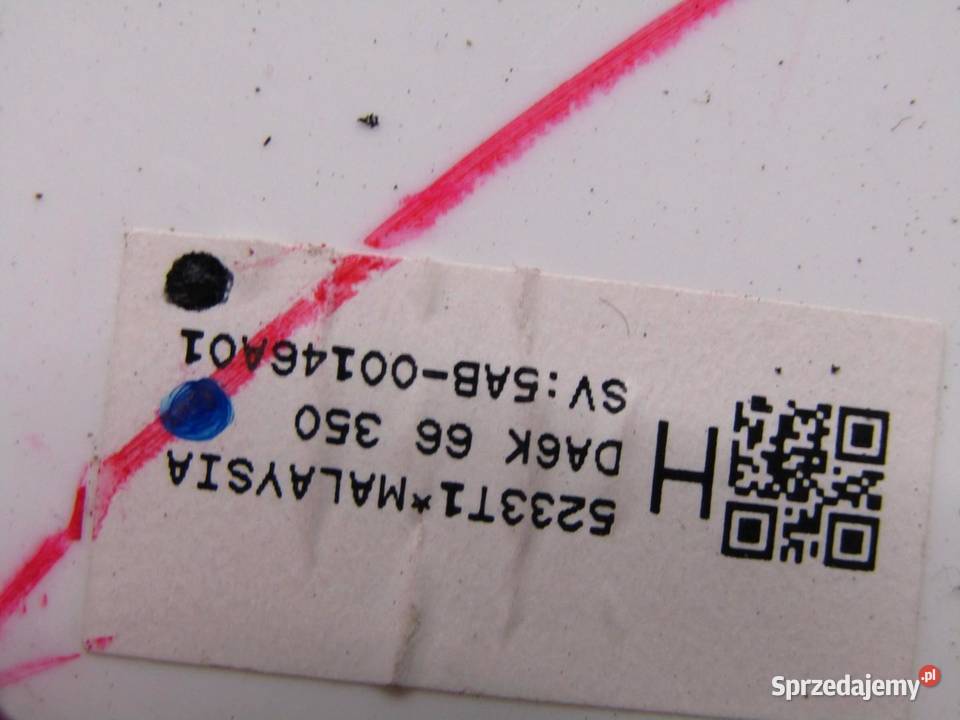 5233T1*MALAYSIA
H DA6K 66 350
SV:5AB-00146A01
Sprzedajemy.pl